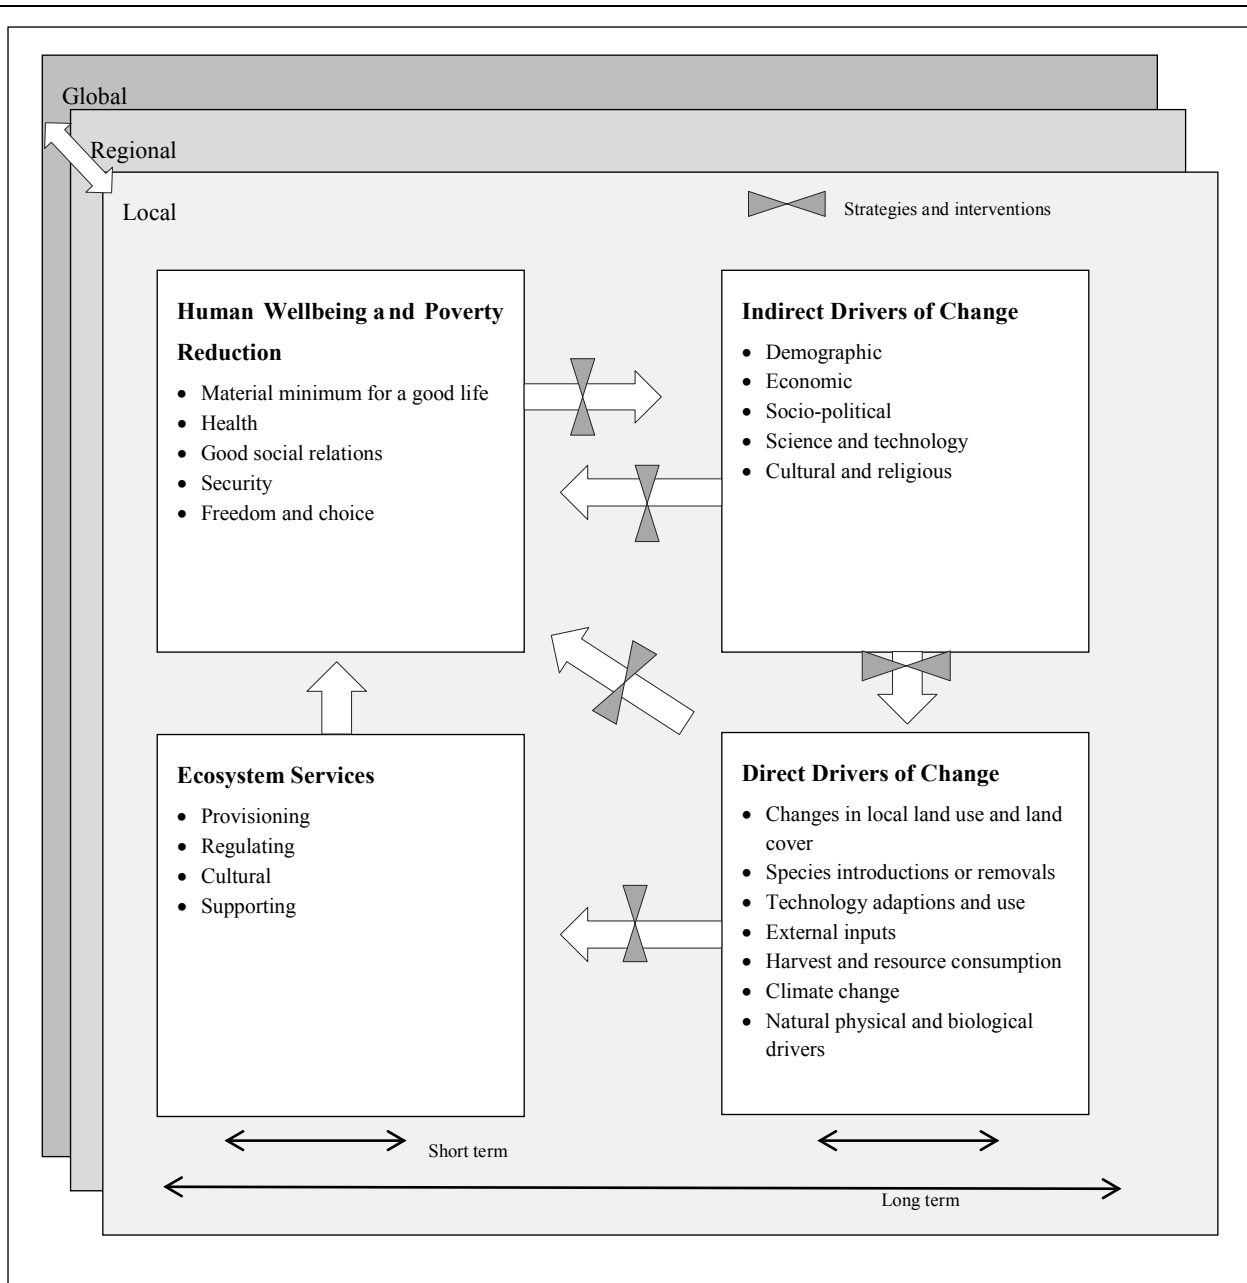 Global
Regional
Local
Strategies and interventions
Human Wellbeing and Poverty
Reduction
• Material minimum for a good life
• Health
• Good social relations
• Security
• Freedom and choice
Indirect Drivers of Change
• Demographic
• Economic
• Socio-political
• Science and technology
• Cultural and religious
Ecosystem Services
• Provisioning
• Regulating
• Cultural
• Supporting
Direct Drivers of Change
• Changes in local land use and land
cover
• Species introductions or removals
• Technology adaptions and use
• External inputs
• Harvest and resource consumption
• Climate change
• Natural physical and biological
drivers
Short term
Long term